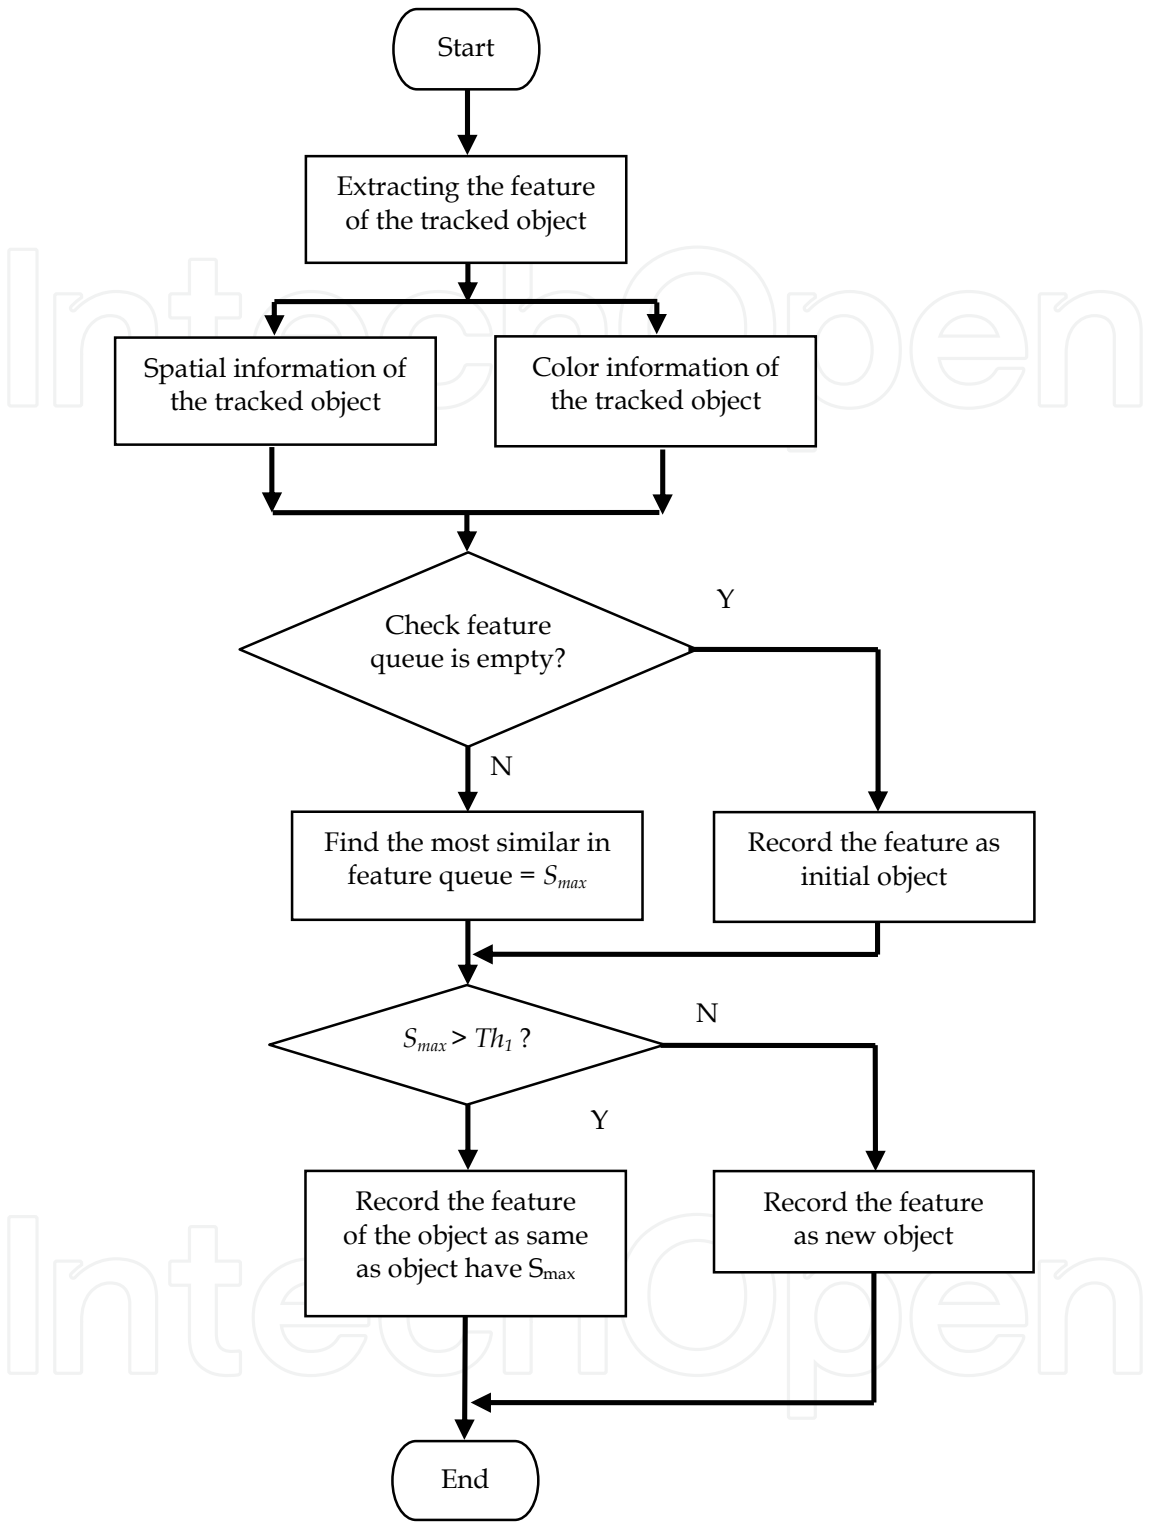 Start
Extracting the feature
of the tracked object
Spatial information of
the tracked object
Color information of
the tracked object
Check feature
queue is empty?
Y
N
Find the most similar in
feature queue = Smax
Record the feature as
initial object
Smax > Th1 ?
N
Y
Record the feature
of the object as same
as object have Smax
Record the feature
as new object
End
IntechOpen
IntechOpen